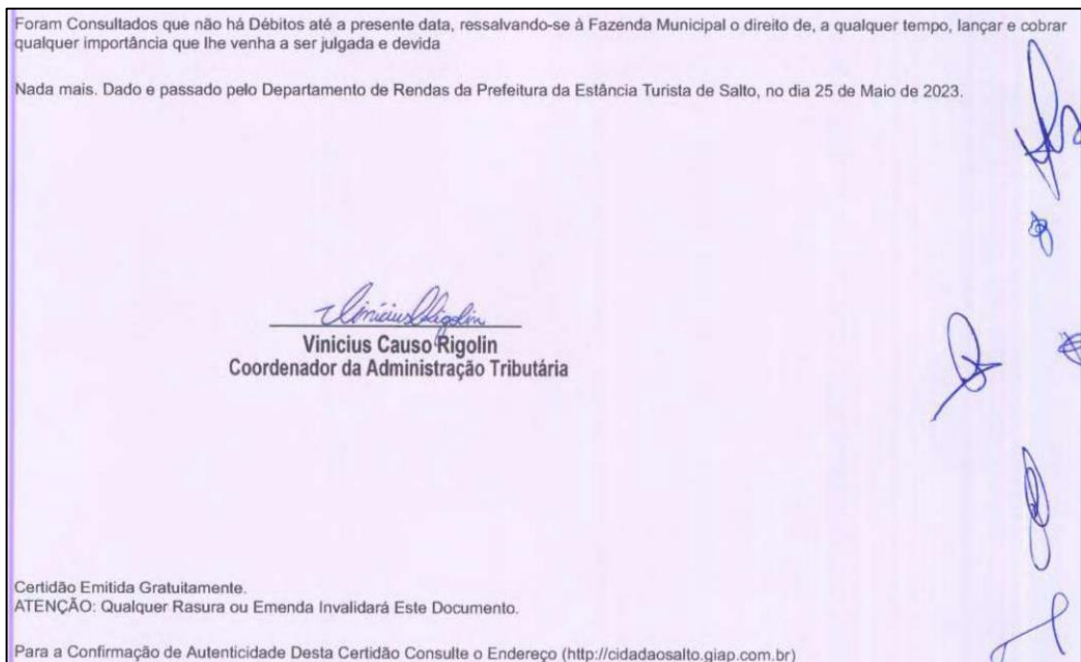 Foram Consultados que não há Débitos até a presente data, ressalvando-se à Fazenda Municipal o direito de, a qualquer tempo, lançar e cobrar
qualquer importância que lhe venha a ser julgada e devida
Nada mais. Dado e passado pelo Departamento de Rendas da Prefeitura da Estância Turista de Salto, no dia 25 de Maio de 2023.
Vinicius Rigolin
Vinicius Causo Rigolin
Coordenador da Administração Tributária
Certidão Emitida Gratuitamente.
ATENÇÃO: Qualquer Rasura ou Emenda Invalidará Este Documento.
Para a Confirmação de Autenticidade Desta Certidão Consulte o Endereço (http://cidadaosalto.giap.com.br)